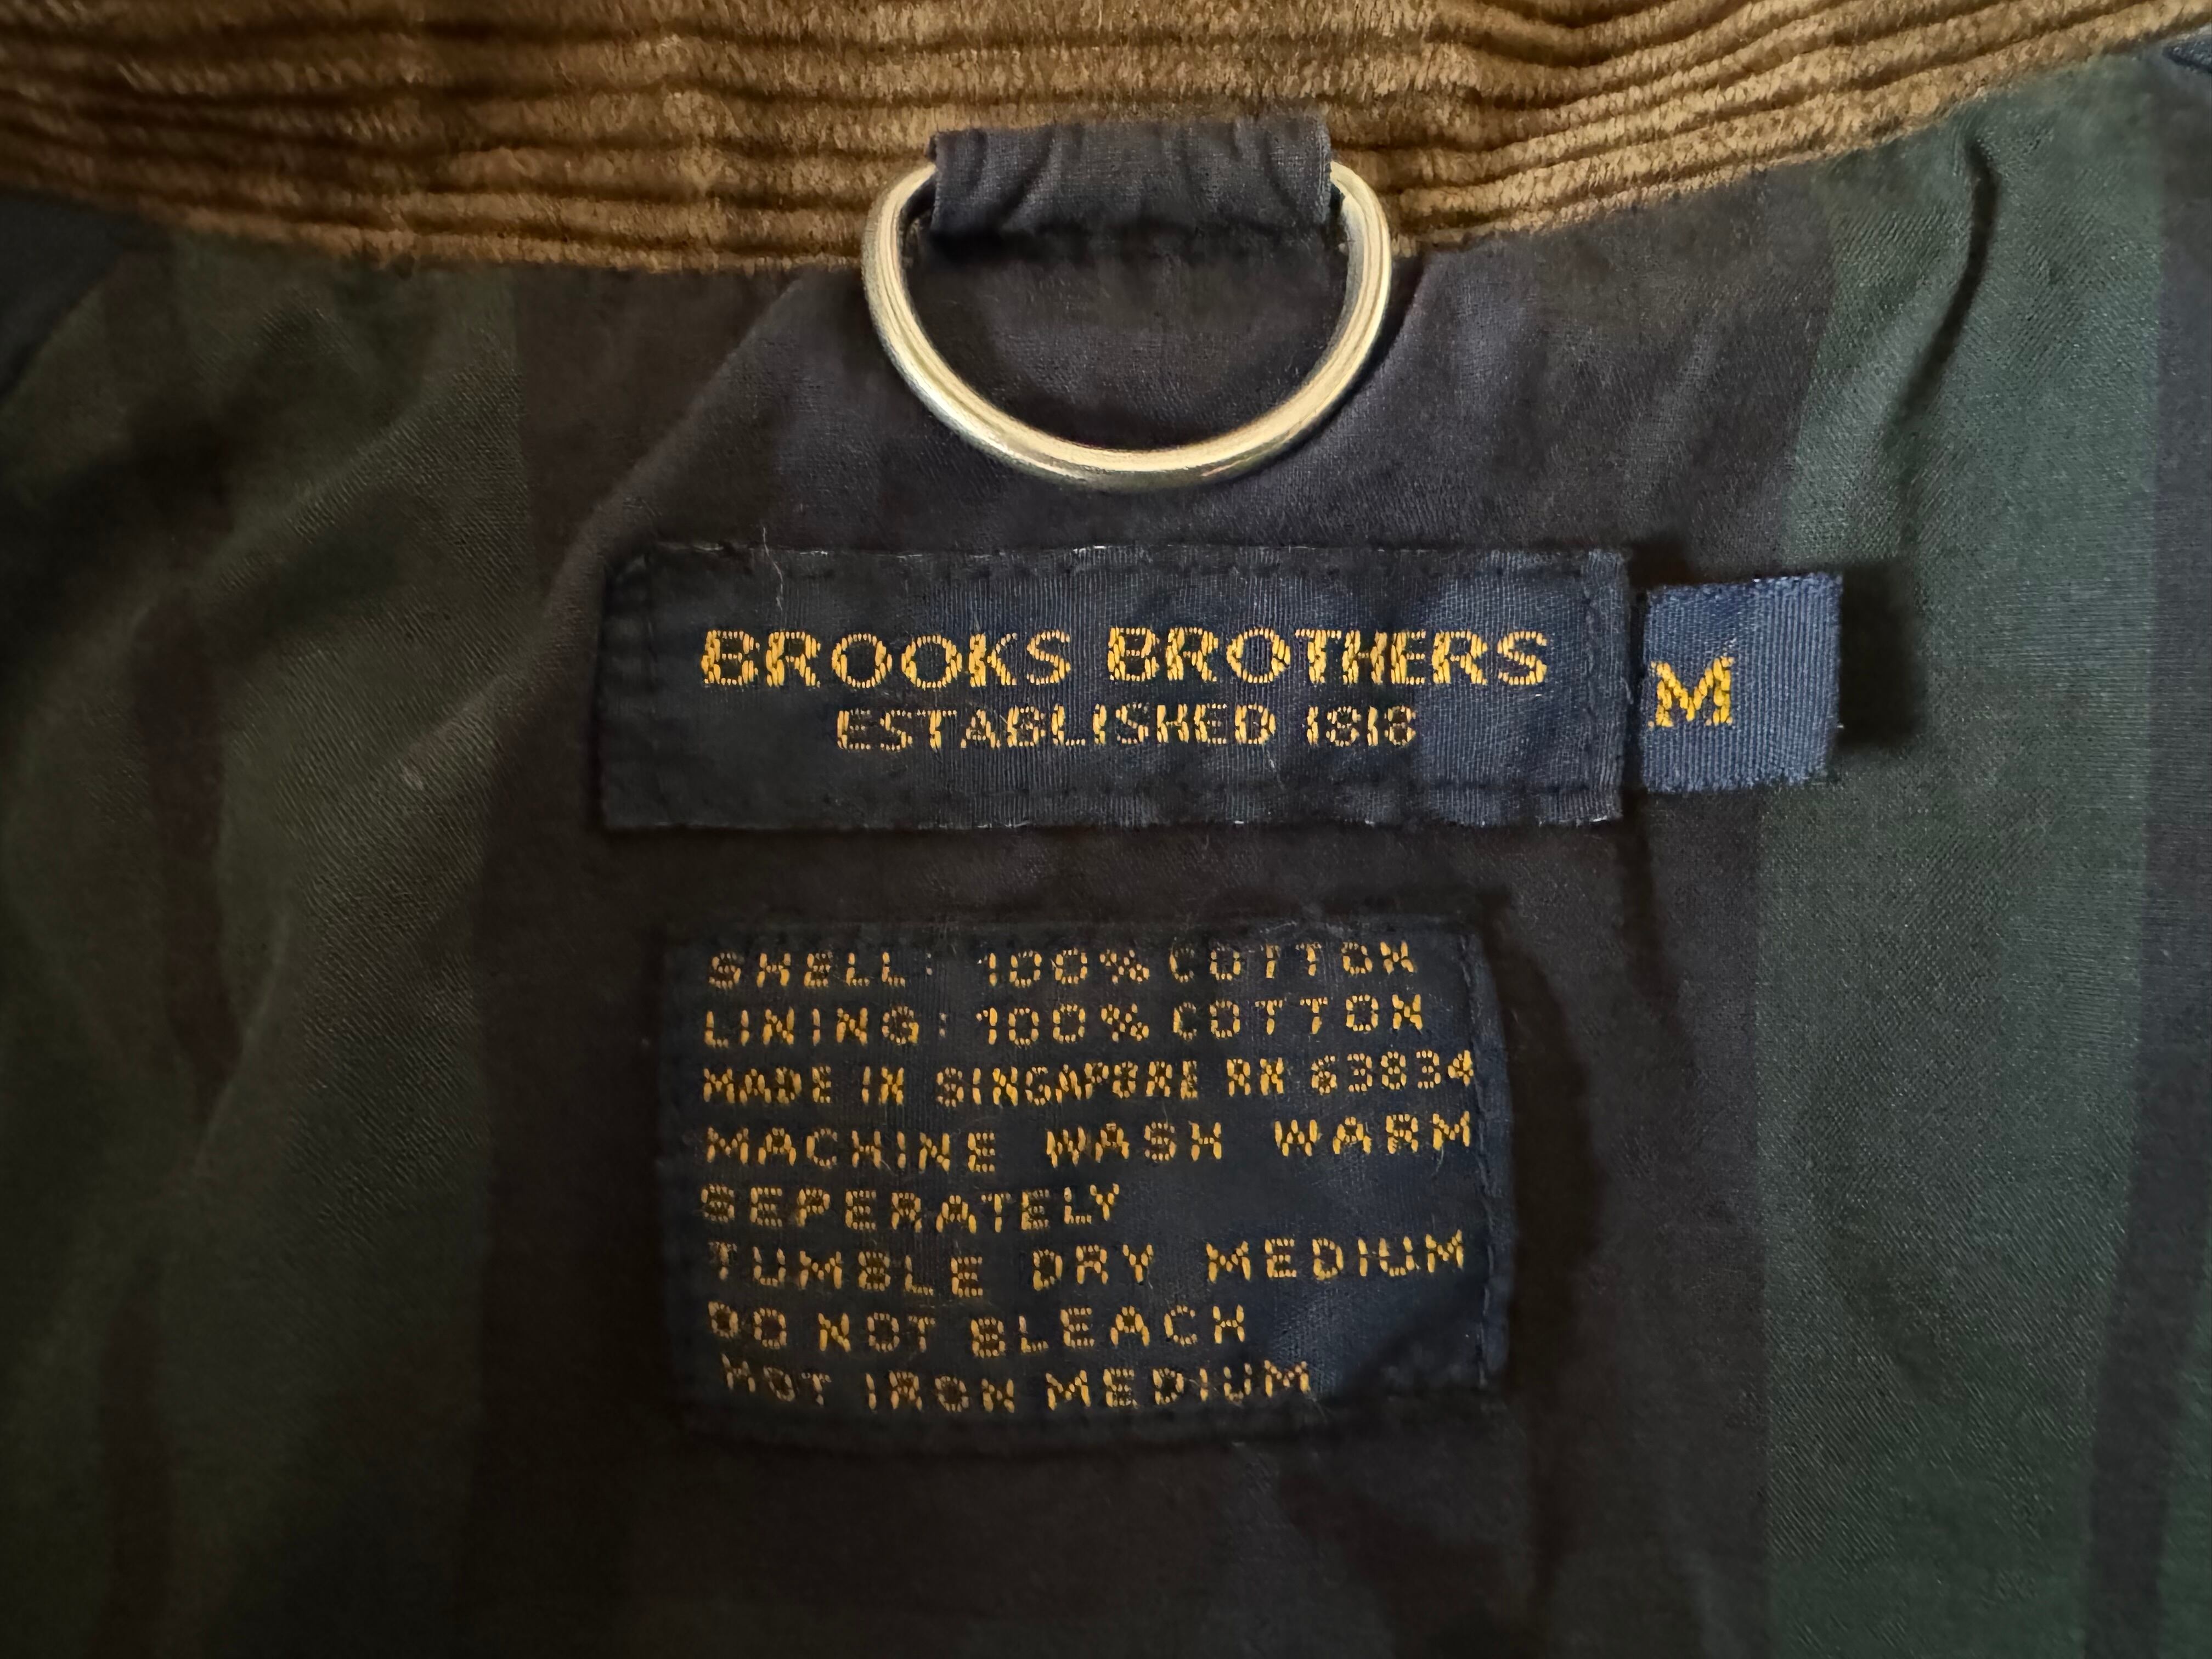 BROOKS BROTHERS
ESTABLISHED 1818
M
SHELL: 100% COTTON
LINING: 100% COTTON
MADE IN SINGAPORE RN 63834
MACHINE WASH WARM
SEPERATELY
TUMBLE DRY MEDIUM
DO NOT BLEACH
HOT IRON MEDIUM